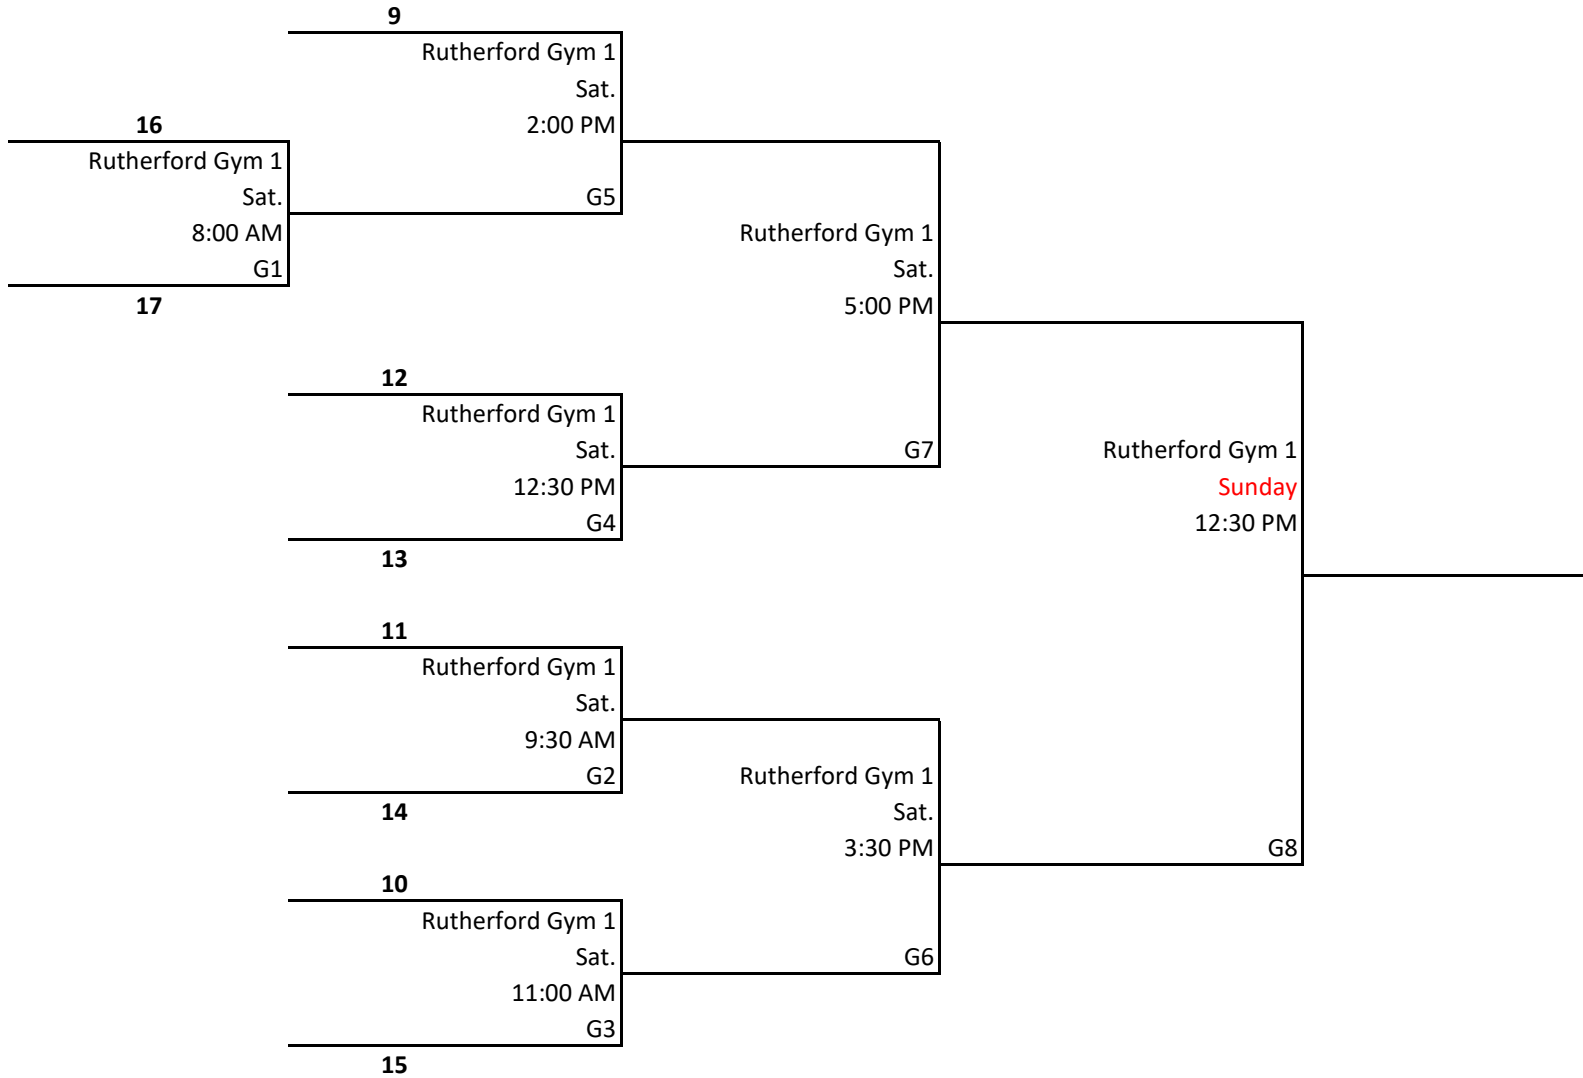 9
Rutherford Gym 1
Sat.
2:00 PM
G5
16
Rutherford Gym 1
Sat.
8:00 AM
G1
17
Rutherford Gym 1
Sat.
5:00 PM
G7
12
Rutherford Gym 1
Sat.
12:30 PM
G4
13
Rutherford Gym 1
Sunday
12:30 PM
G8
11
Rutherford Gym 1
Sat.
9:30 AM
G2
14
Rutherford Gym 1
Sat.
3:30 PM
G6
10
Rutherford Gym 1
Sat.
11:00 AM
G3
15